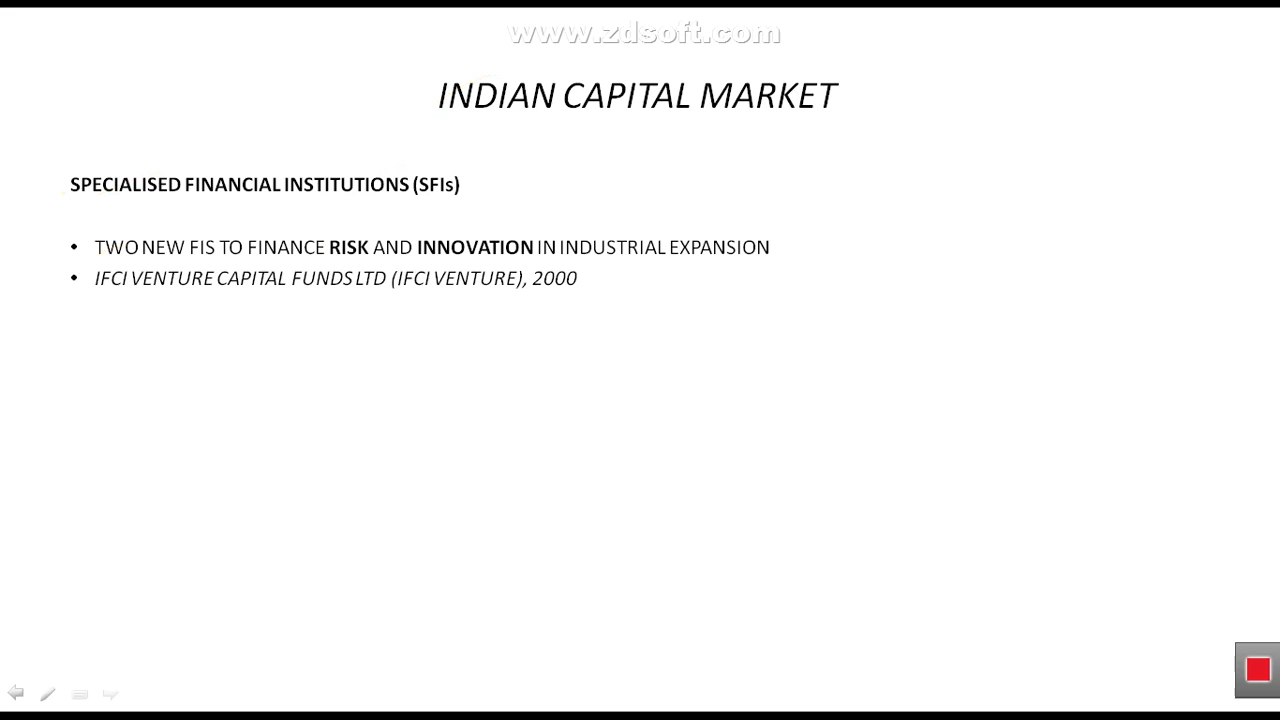 www.zdsoft.com
INDIAN CAPITAL MARKET
SPECIALISED FINANCIAL INSTITUTIONS (SFIs)
• TWO NEW FIS TO FINANCE RISK AND INNOVATION IN INDUSTRIAL EXPANSION
• IFCI VENTURE CAPITAL FUNDS LTD (IFCI VENTURE), 2000